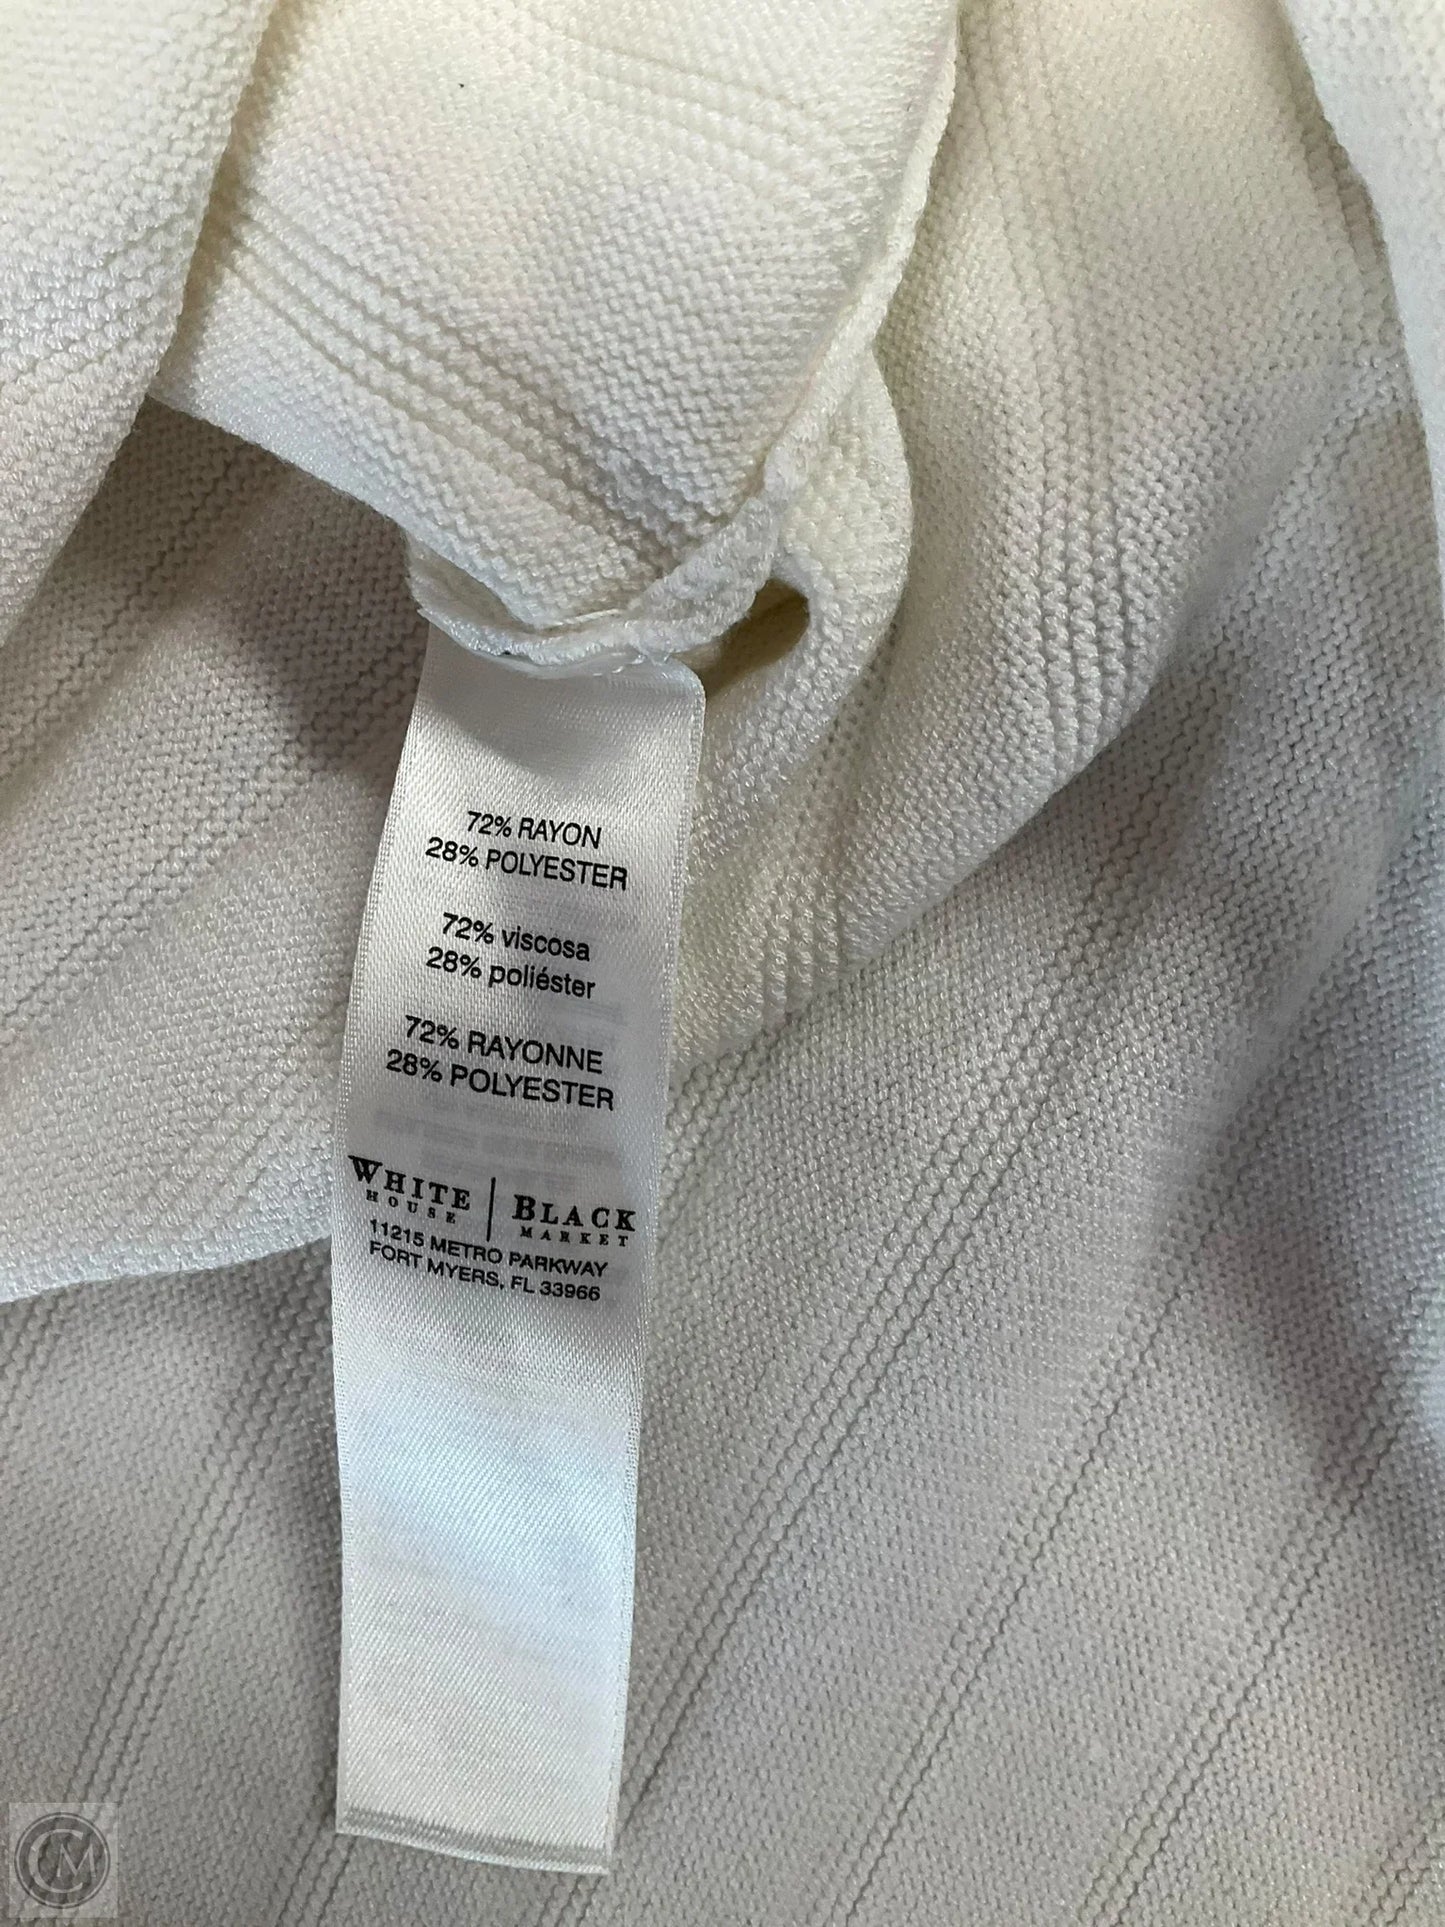 72% RAYON
28% POLYESTER
72% viscosa
28% poliéster
72% RAYONNE
28% POLYESTER
WHITE HOUSE | BLACK MARKET
11215 METRO PARKWAY
FORT MYERS, FL 33966
CM